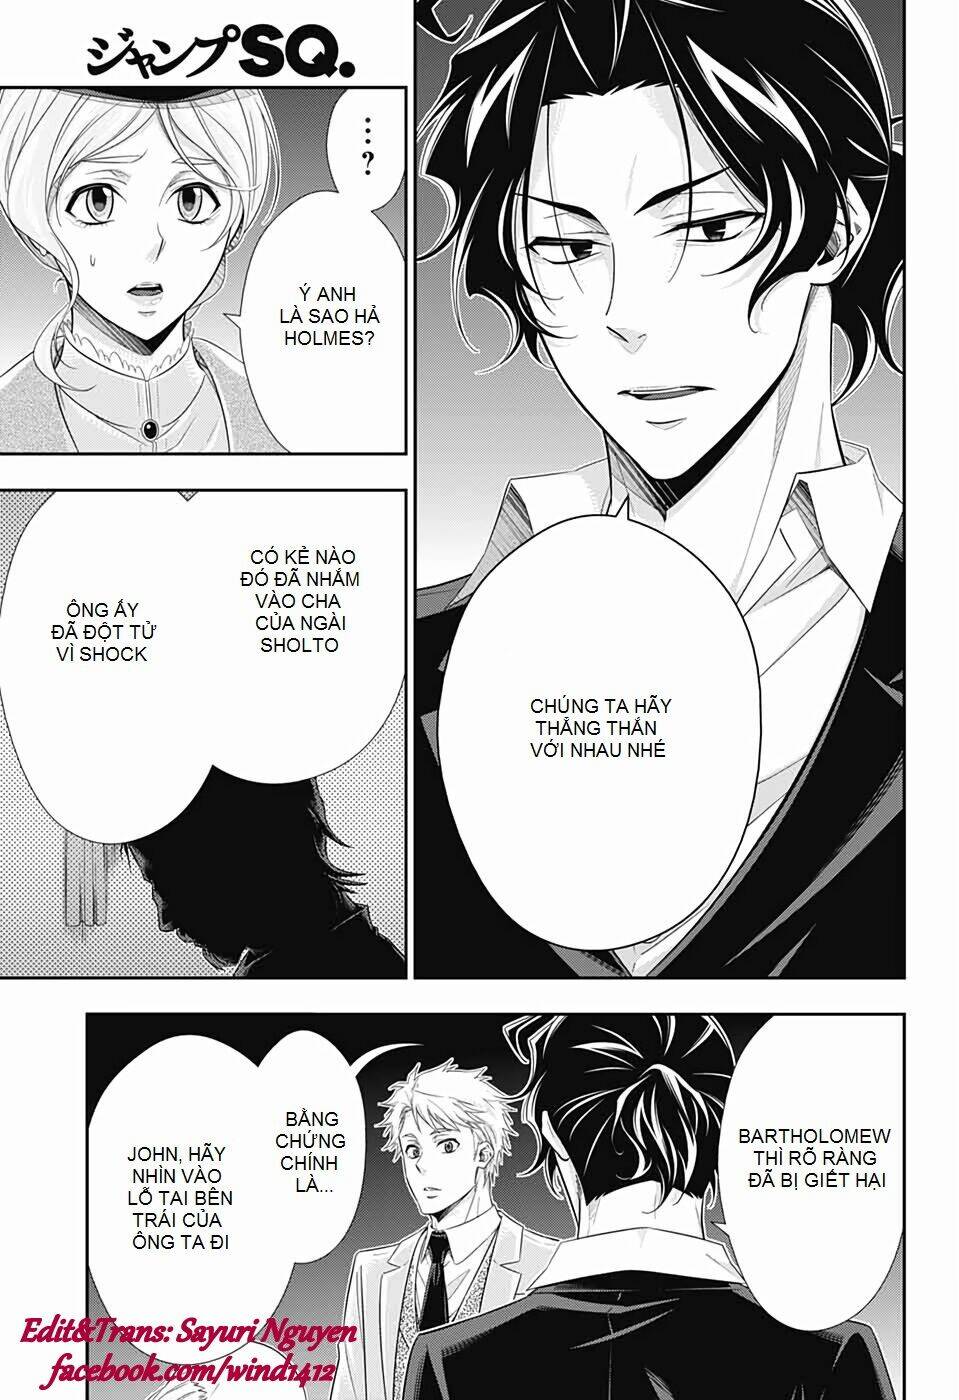 ジャンプSQ.
CHÚNG TA HÃY
THẲNG THẮN
VỚI NHAU NHÉ
…?
Ý ANH
LÀ SAO HẢ
HOLMES?
CÓ KẺ NÀO
ĐÓ ĐÃ NHẮM
VÀO CHA
CỦA NGÀI
SHOLTO
ÔNG ẤY
ĐÃ ĐỘT TỬ
VÌ SHOCK
BARTHOLOMEW
THÌ RÕ RÀNG
ĐÃ BỊ GIẾT HẠI
BẰNG
CHỨNG
CHÍNH
LÀ...
JOHN, HÃY
NHÌN VÀO
LỖ TAI BÊN
TRÁI CỦA
ÔNG TA ĐI
Edit&Trans: Sayuri Nguyen
facebook.com/wind1412